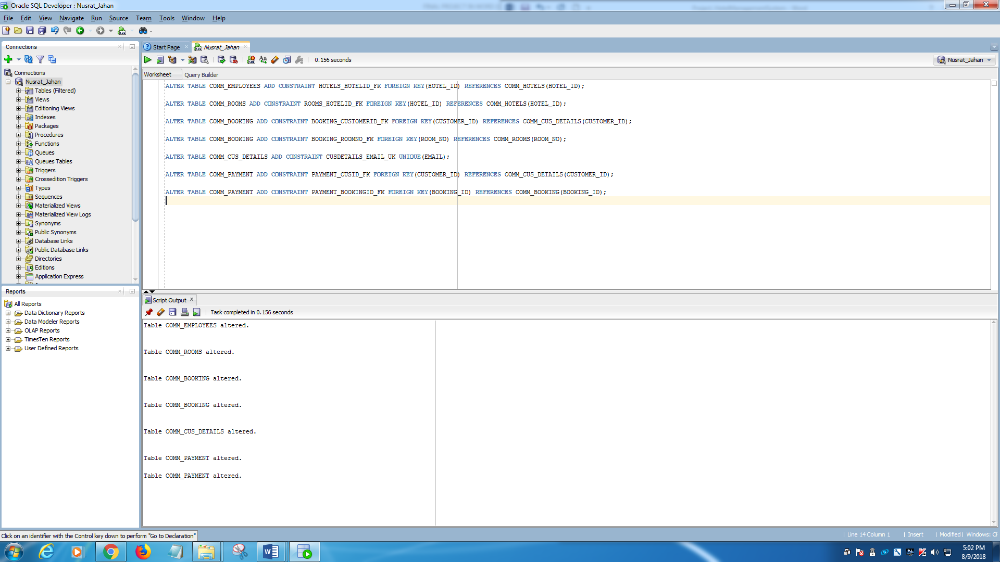 Oracle SQL Developer : Nusrat_Jahan
File Edit View Navigate Run Source Team Tools Window Help
Connections
Start Page
Nusrat_Jahan
0.156 seconds
Nusrat_Jahan
Worksheet
Query Builder
Connections
Nusrat_Jahan
Tables (Filtered)
Views
Editioning Views
Indexes
Packages
Procedures
Functions
Queues
Queues Tables
Triggers
Crossedition Triggers
Types
Sequences
Materialized Views
Materialized View Logs
Synonyms
Public Synonyms
Database Links
Public Database Links
Directories
Editions
Application Express
ALTER TABLE COMM_EMPLOYEES ADD CONSTRAINT HOTELS_HOTELID_FK FOREIGN KEY(HOTEL_ID) REFERENCES COMM_HOTELS(HOTEL_ID);
ALTER TABLE COMM_ROOMS ADD CONSTRAINT ROOMS_HOTELID_FK FOREIGN KEY(HOTEL_ID) REFERENCES COMM_HOTELS(HOTEL_ID);
ALTER TABLE COMM_BOOKING ADD CONSTRAINT BOOKING_CUSTOMERID_FK FOREIGN KEY(CUSTOMER_ID) REFERENCES COMM_CUS_DETAILS(CUSTOMER_ID);
ALTER TABLE COMM_BOOKING ADD CONSTRAINT BOOKING_ROOMNO_FK FOREIGN KEY(ROOM_NO) REFERENCES COMM_ROOMS(ROOM_NO);
ALTER TABLE COMM_CUS_DETAILS ADD CONSTRAINT CUSDETAILS_EMAIL_UK UNIQUE(EMAIL);
ALTER TABLE COMM_PAYMENT ADD CONSTRAINT PAYMENT_CUSID_FK FOREIGN KEY(CUSTOMER_ID) REFERENCES COMM_CUS_DETAILS(CUSTOMER_ID);
ALTER TABLE COMM_PAYMENT ADD CONSTRAINT PAYMENT_BOOKINGID_FK FOREIGN KEY(BOOKING_ID) REFERENCES COMM_BOOKING(BOOKING_ID);
Reports
All Reports
Data Dictionary Reports
Data Modeler Reports
OLAP Reports
TimesTen Reports
User Defined Reports
Script Output
Task completed in 0.156 seconds
Table COMM_EMPLOYEES altered.
Table COMM_ROOMS altered.
Table COMM_BOOKING altered.
Table COMM_BOOKING altered.
Table COMM_CUS_DETAILS altered.
Table COMM_PAYMENT altered.
Table COMM_PAYMENT altered.
Click on an identifier with the Control key down to perform "Go to Declaration"
Line 14 Column 1
Insert
Modified
Windows: CF
5:02 PM
8/9/2018